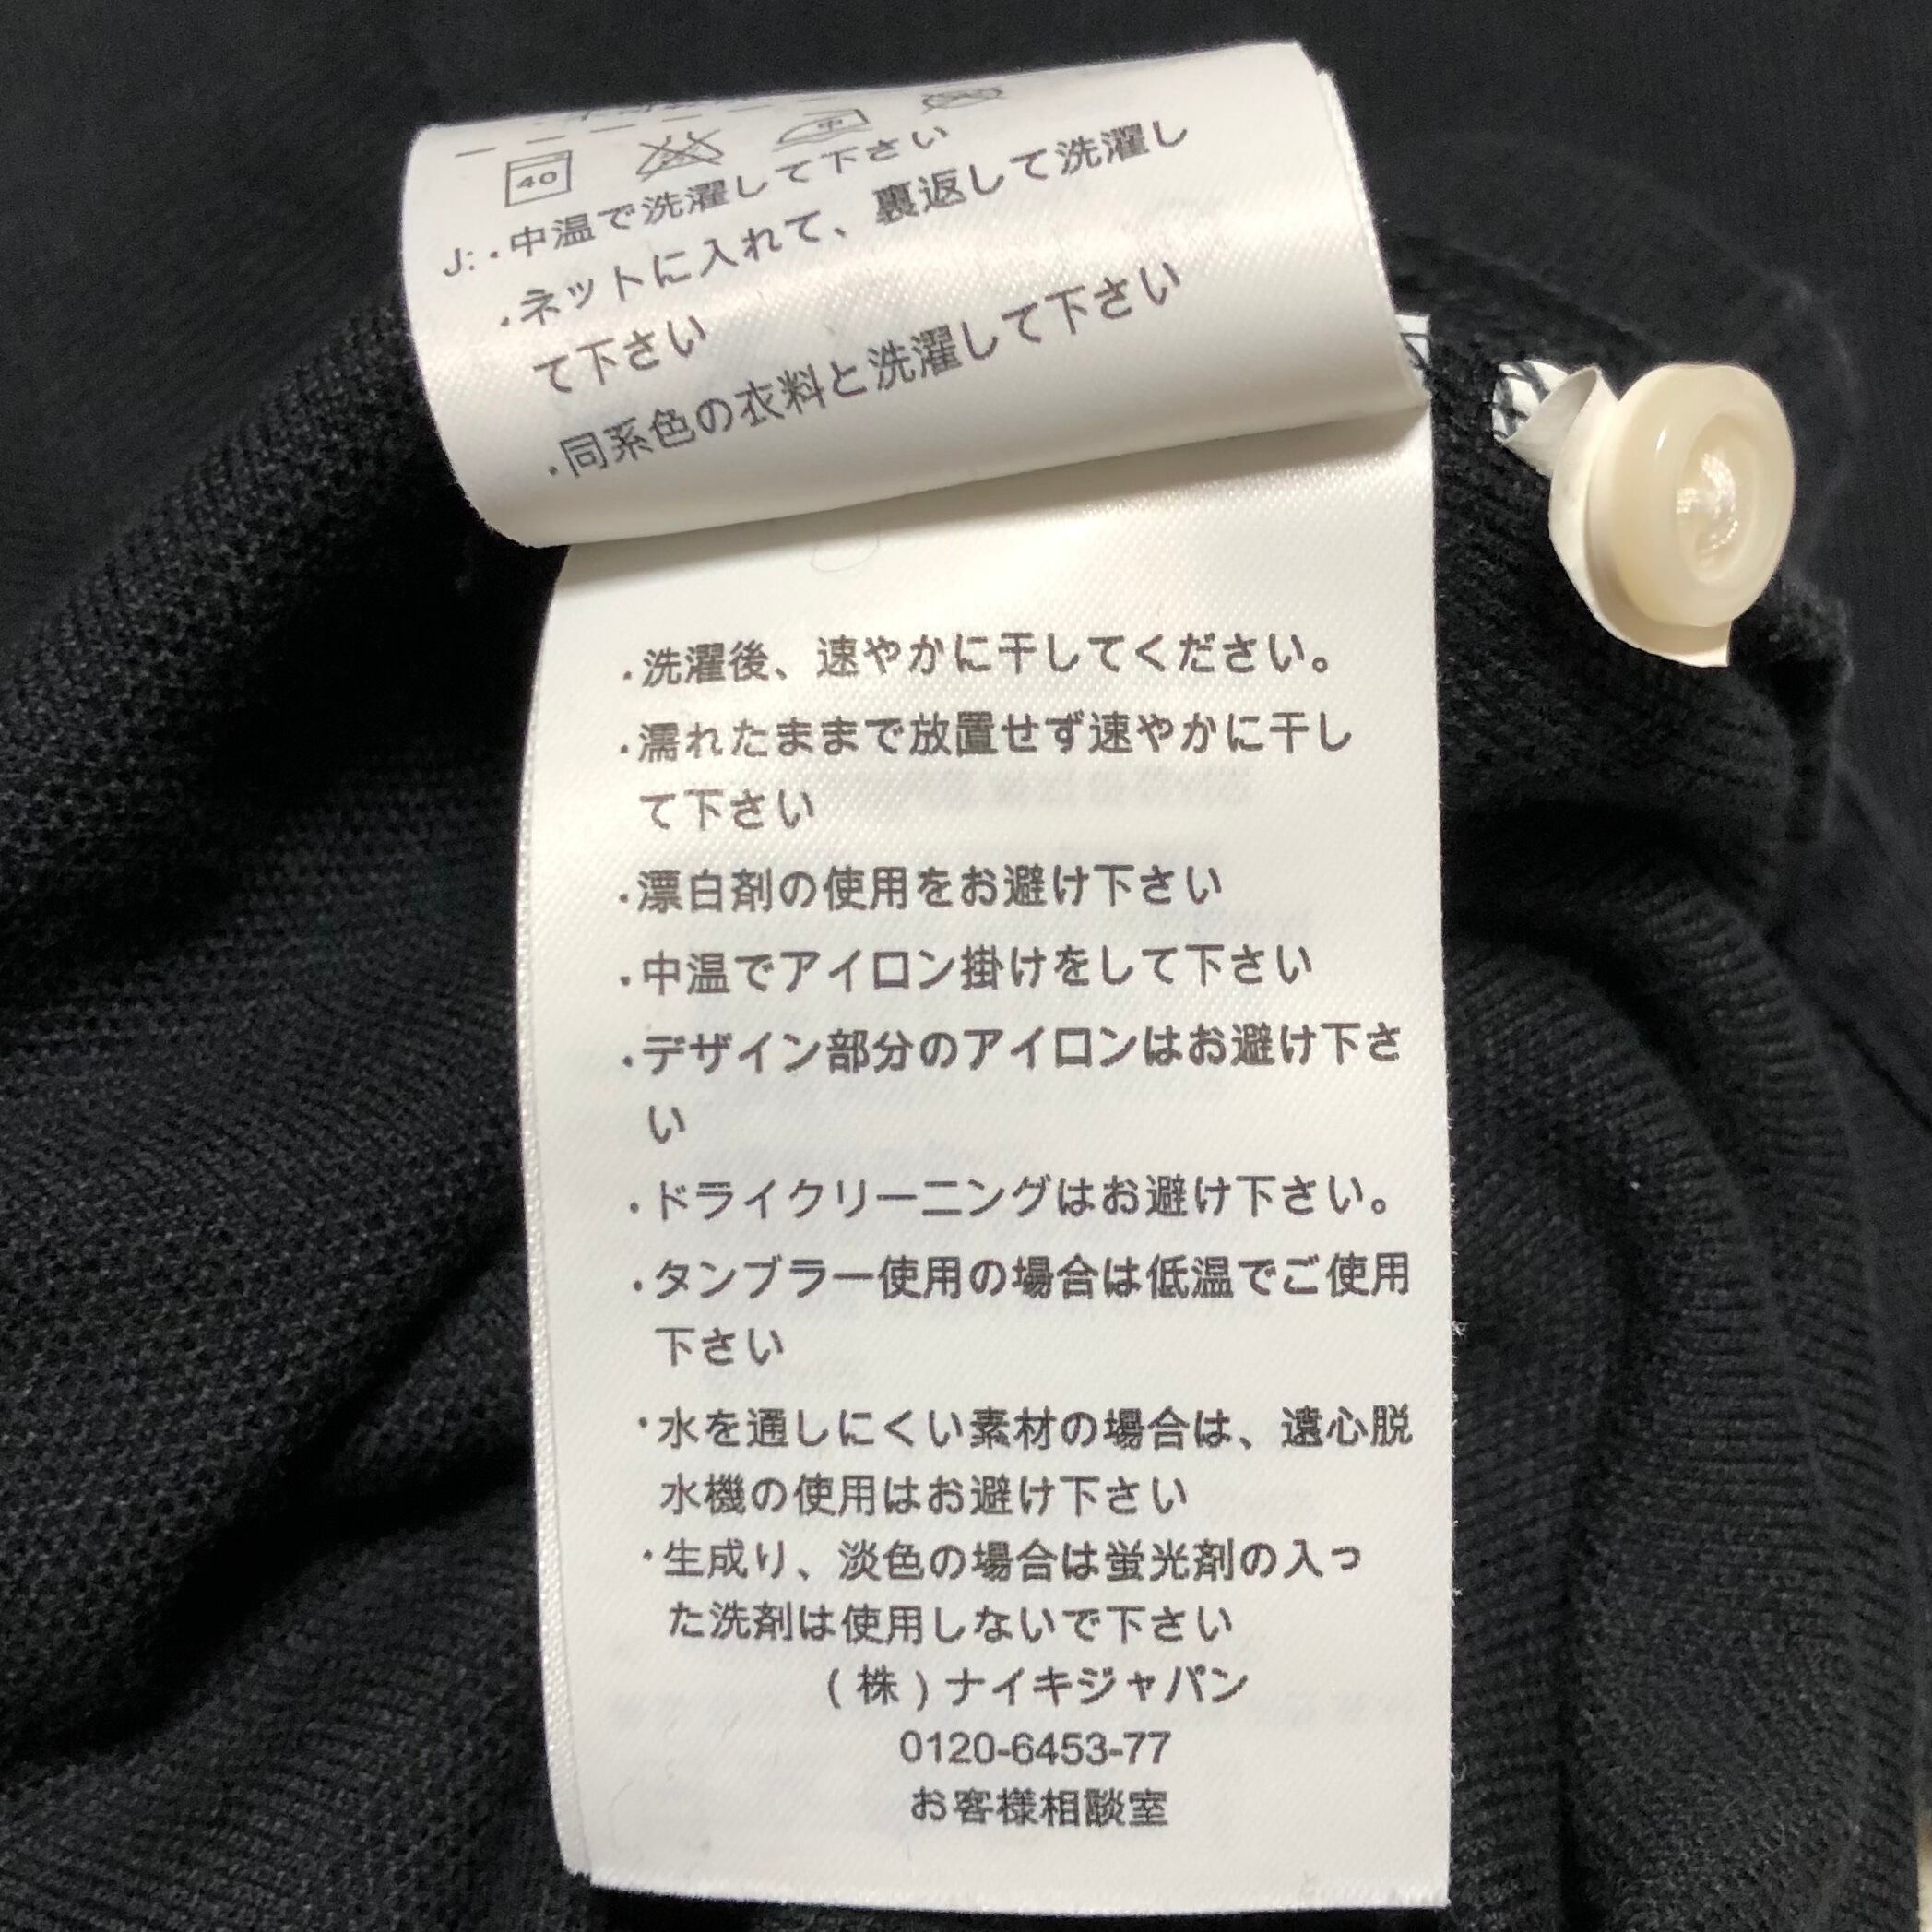 40
中
J: ・中温で洗濯して下さい
・ネットに入れて、裏返して洗濯し
て下さい
・同系色の衣料と洗濯して下さい
・洗濯後、速やかに干してください。
・濡れたままで放置せず速やかに干し
て下さい
・漂白剤の使用をお避け下さい
・中温でアイロン掛けをして下さい
・デザイン部分のアイロンはお避け下さ
い
・ドライクリーニングはお避け下さい。
・タンブラー使用の場合は低温でご使用
下さい
・水を通しにくい素材の場合は、遠心脱
水機の使用はお避け下さい
・生成り、淡色の場合は蛍光剤の入っ
た洗剤は使用しないで下さい
(株)ナイキジャパン
0120-6453-77
お客様相談室